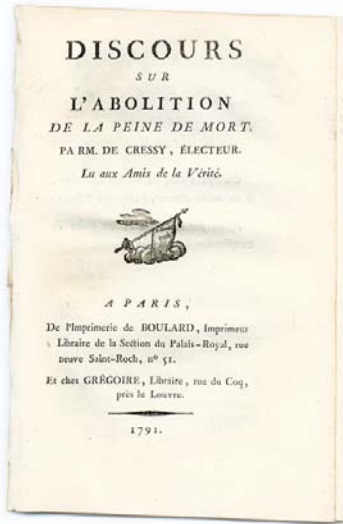 DISCOURS
SUR
L'ABOLITION
DE LA PEINE DE MORT.
PA RM. DE CRESSY, ÉLECTEUR.
Lu aux Amis de la Vérité.
A PARIS,
De l'Imprimerie de BOULARD, Imprimeur
Libraire de la Section du Palais-Royal, rue
neuve Saint-Roch, nº 51.
Et chez GRÉGOIRE, Libraire, rue du Coq,
près le Louvre.
1791.